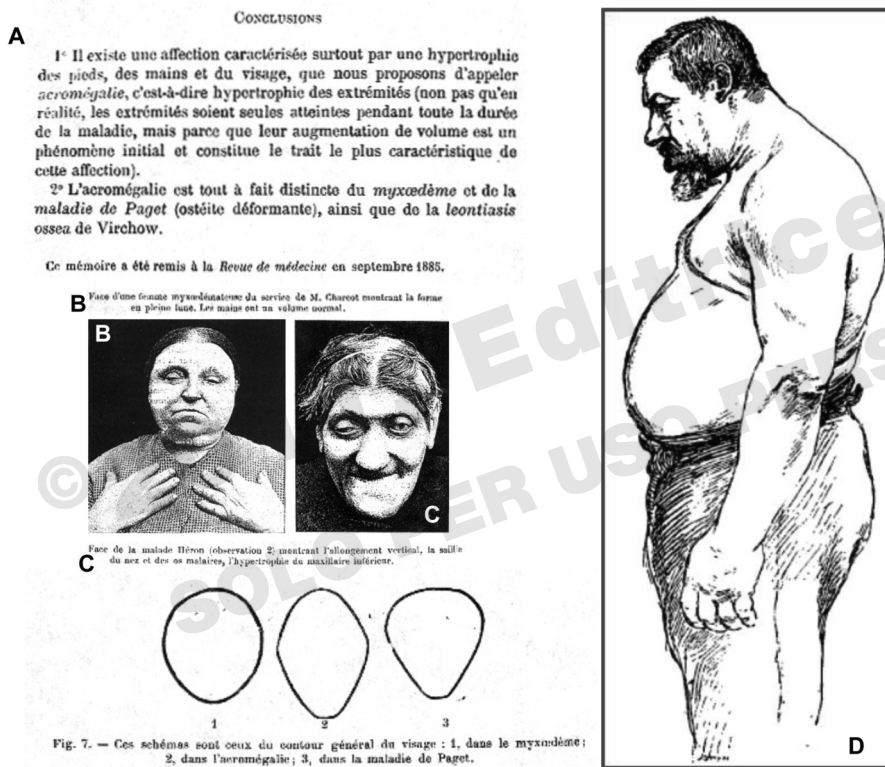 CONCLUSIONS
A
1° Il existe une affection caractérisée surtout par une hypertrophie
des pieds, des mains et du visage, que nous proposons d'appeler
acromégalie, c'est-à-dire hypertrophie des extrémités (non pas qu'en
réalité, les extrémités soient seules atteintes pendant toute la durée
de la maladie, mais parce que leur augmentation de volume est un
phénomène initial et constitue le trait le plus caractéristique de
cette affection).
2° L'acromégalie est tout à fait distincte du myxœdème et de la
maladie de Paget (ostéite déformante), ainsi que de la leontiasis
ossea de Virchow.
Ce mémoire a été remis à la Revue de médecine en septembre 1885.
B
Face d'une femme myxœdémateuse du service de M. Charcot montrant la forme
en pleine lune. Les mains ont un volume normal.
B
C
Face de la malade Héron (observation 2) montrant l'allongement vertical, la saillie
du nez et des os malaires, l'hypertrophie du maxillaire inférieur.
C
1 2 3
Fig. 7. — Ces schémas sont ceux du contour général du visage : 1, dans le myxœdème;
2, dans l'acromégalie; 3, dans la maladie de Paget.
D
© Editrice
SOLO PER USO PERS